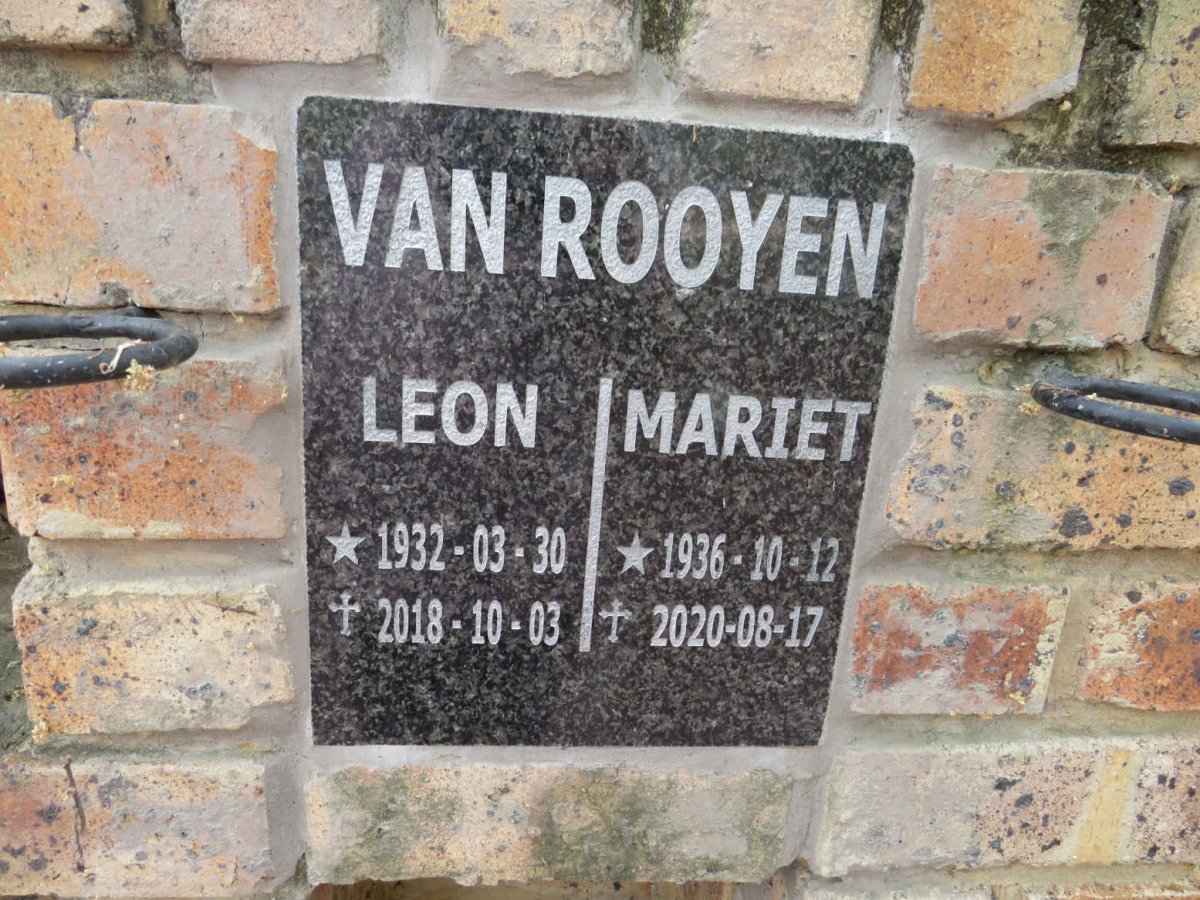 VAN ROOYEN
LEON
1932 - 03 - 30
2018 - 10 - 03
MARIET
1936 - 10 - 12
2020-08-17